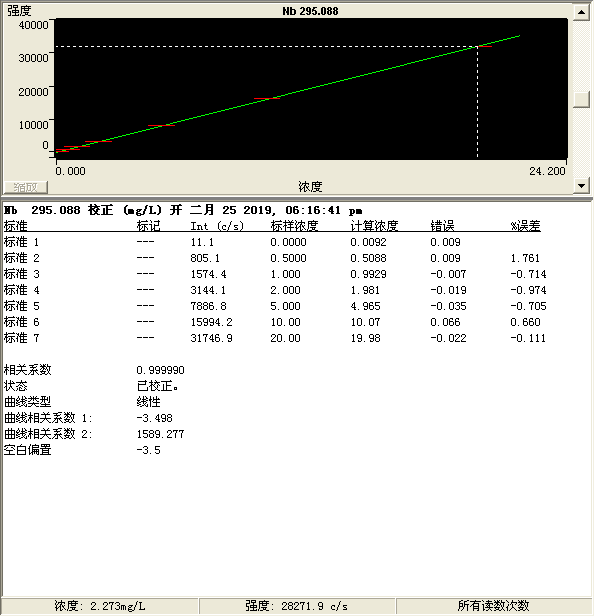 强度
Nb 295.088
40000
30000
20000
10000
0
0.000
24.200
缩放
浓度
Nb 295.088 校正 (mg/L) 开 二月 25 2019, 06:16:41 pm
标准 标记 Int (c/s) 标样浓度 计算浓度 错误 %误差
标准 1 --- 11.1 0.0000 0.0092 0.009
标准 2 --- 805.1 0.5000 0.5088 0.009 1.761
标准 3 --- 1574.4 1.000 0.9929 -0.007 -0.714
标准 4 --- 3144.1 2.000 1.981 -0.019 -0.974
标准 5 --- 7886.8 5.000 4.965 -0.035 -0.705
标准 6 --- 15994.2 10.00 10.07 0.066 0.660
标准 7 --- 31746.9 20.00 19.98 -0.022 -0.111
相关系数 0.999990
状态 已校正。
曲线类型 线性
曲线相关系数 1: -3.498
曲线相关系数 2: 1589.277
空白偏置 -3.5
浓度: 2.273mg/L 强度: 28271.9 c/s 所有读数次数